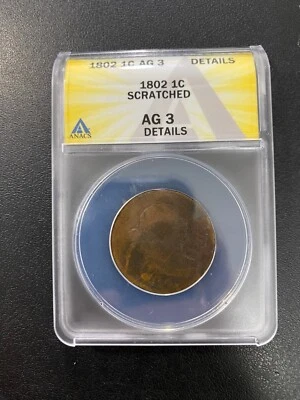 1802 1C AG 3 DETAILS
1802 1C
SCRATCHED
AG 3
DETAILS
ANACS